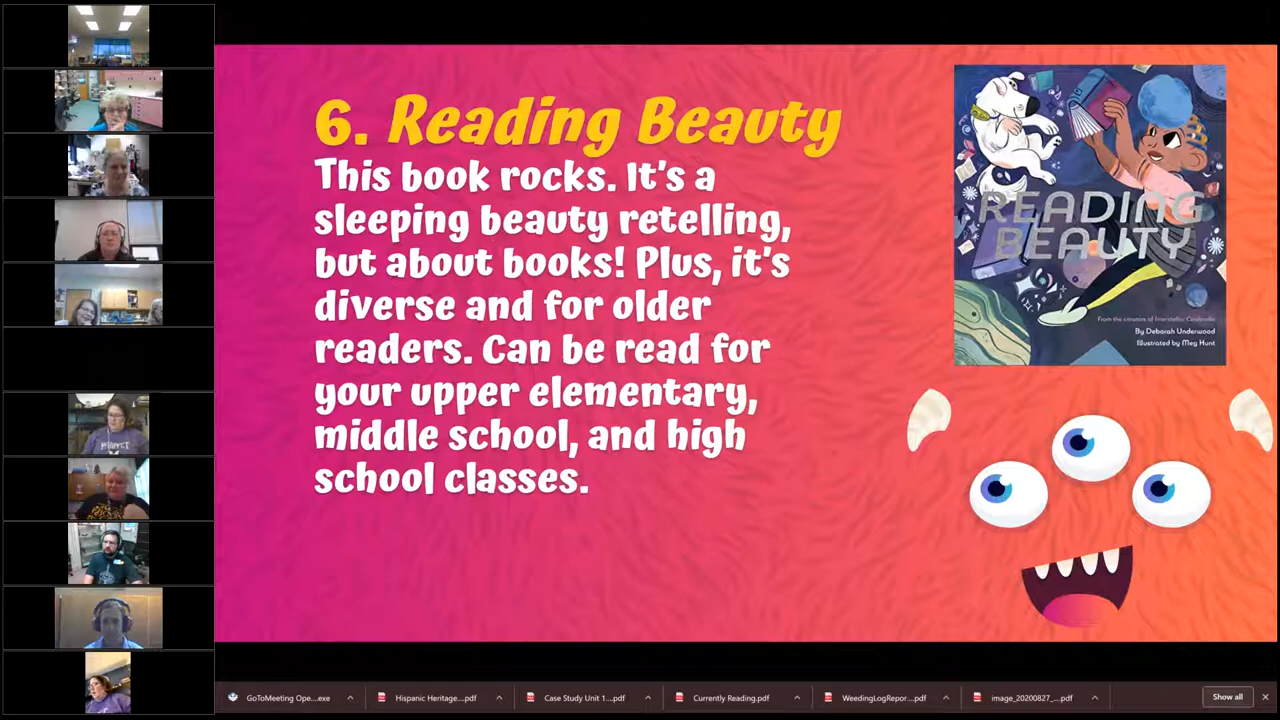 6. Reading Beauty
This book rocks. It's a
sleeping beauty retelling,
but about books! Plus, it's
diverse and for older
readers. Can be read for
your upper elementary,
middle school, and high
school classes.
READING
BEAUTY
From the creators of Interstellar Cinderella
By Deborah Underwood
Illustrated by Meg Hunt
GoToMeeting Ope...exe
Hispanic Heritage....pdf
Case Study Unit 1....pdf
Currently Reading.pdf
WeedingLogRepor....pdf
image_20200827_....pdf
Show all